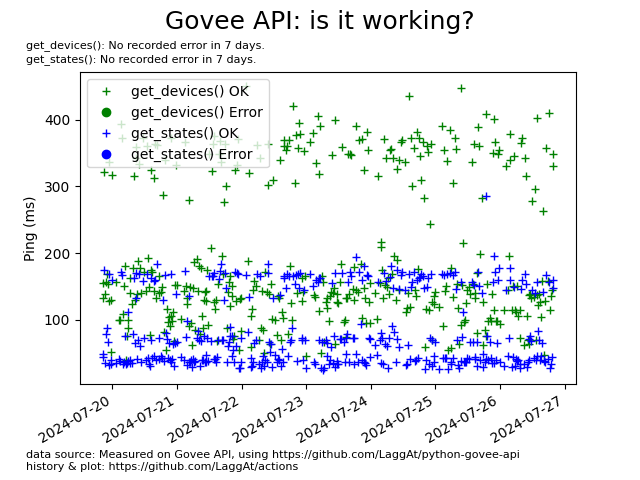 Govee API: is it working?
get_devices(): No recorded error in 7 days.
get_states(): No recorded error in 7 days.
get_devices() OK
get_devices() Error
get_states() OK
get_states() Error
Ping (ms)
400
300
200
100
2024-07-20
2024-07-21
2024-07-22
2024-07-23
2024-07-24
2024-07-25
2024-07-26
2024-07-27
data source: Measured on Govee API, using https://github.com/LaggAt/python-govee-api
history & plot: https://github.com/LaggAt/actions